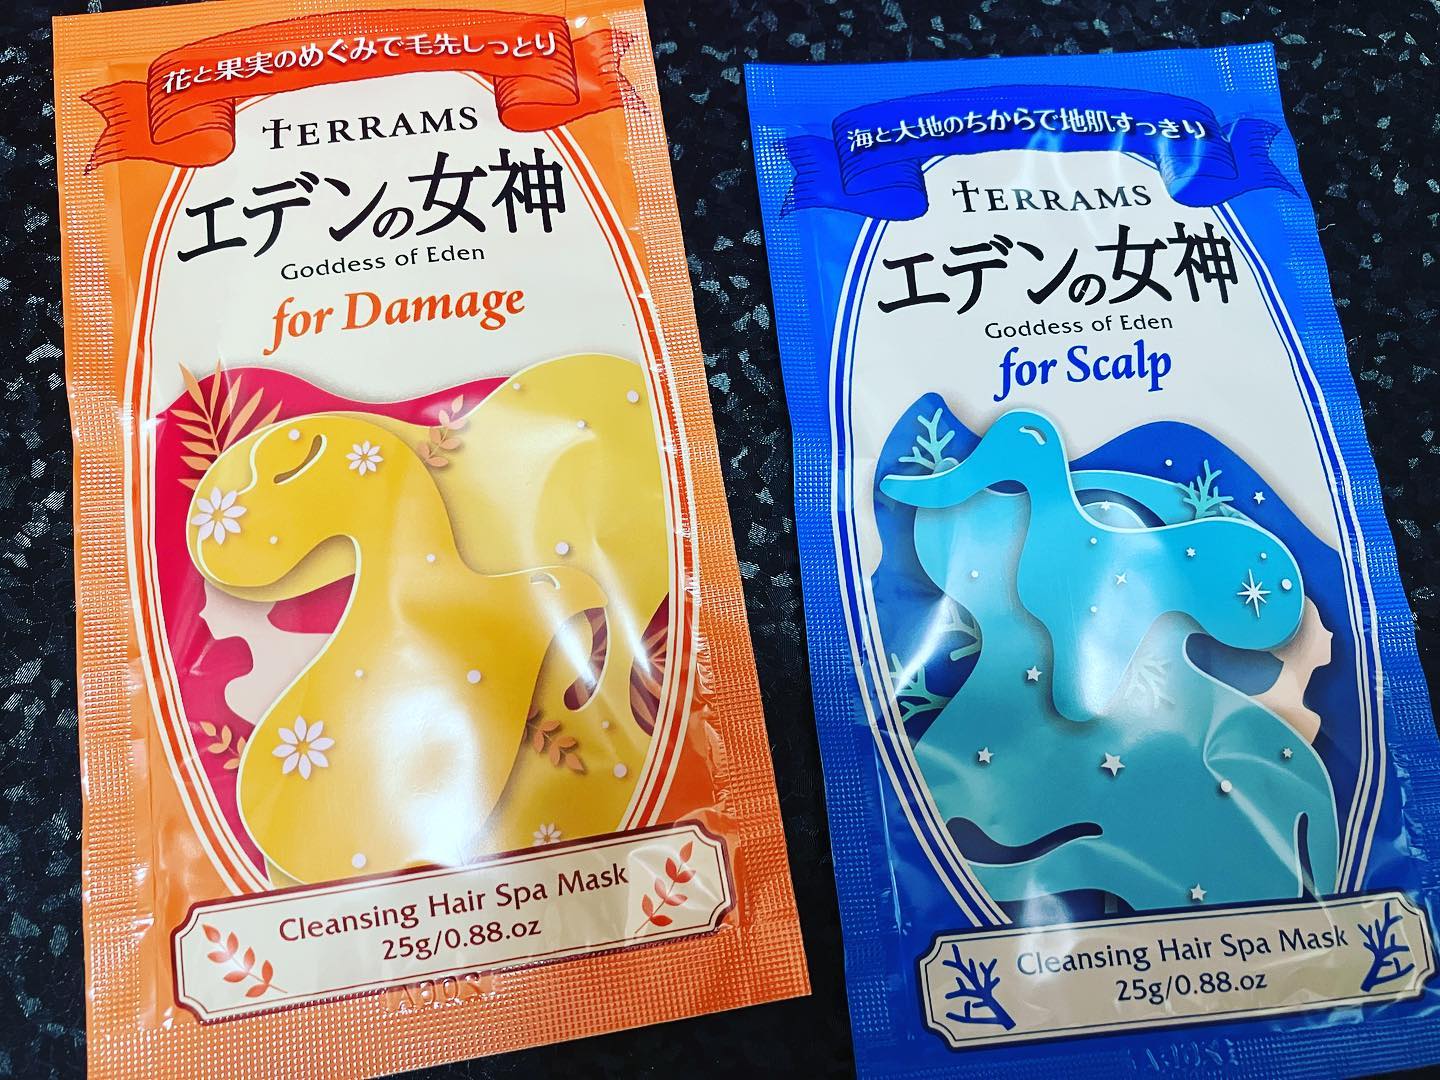 花と果実のめぐみで毛先しっとり
TERRAMS
エデンの女神
Goddess of Eden
for Damage
Cleansing Hair Spa Mask
25g/0.88.oz
海と大地のちからで地肌すっきり
TERRAMS
エデンの女神
Goddess of Eden
for Scalp
Cleansing Hair Spa Mask
25g/0.88.oz